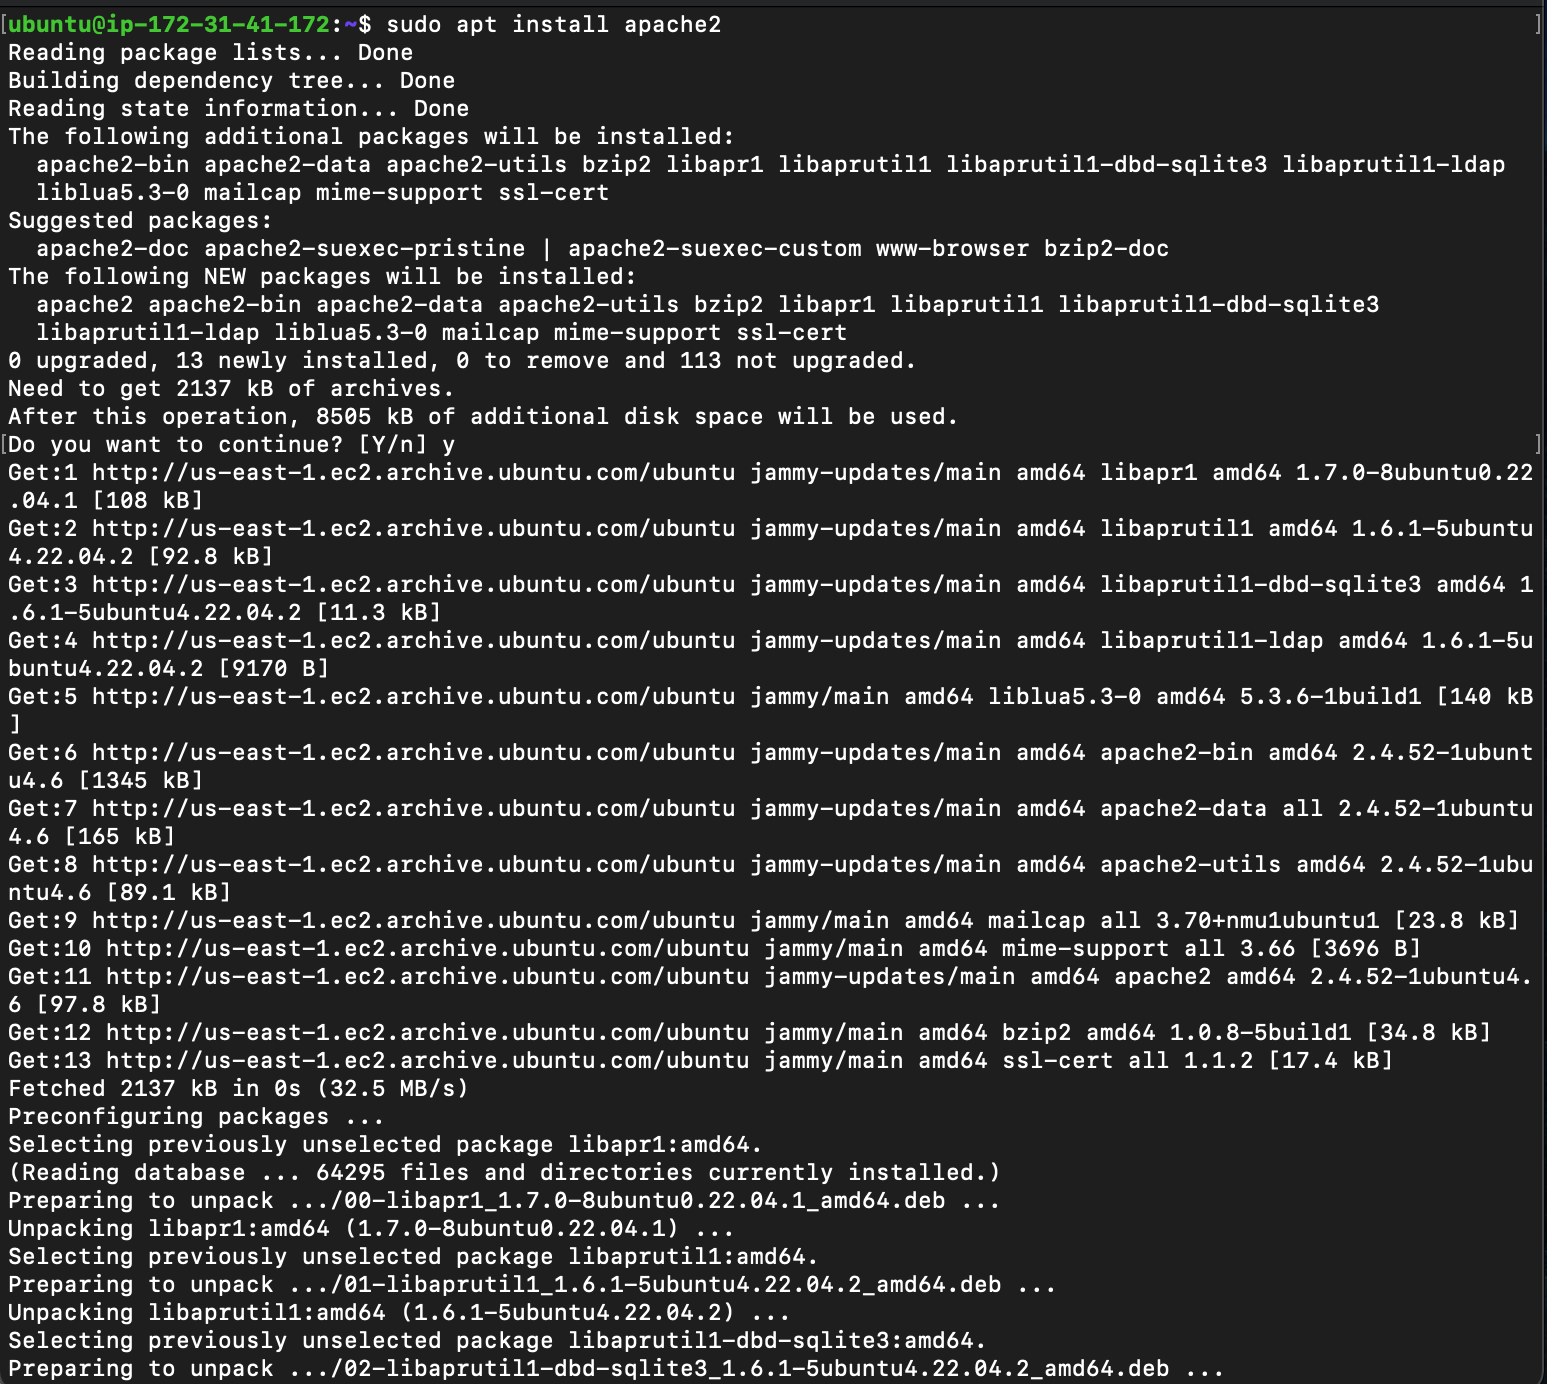 [ubuntu@ip-172-31-41-172:~$ sudo apt install apache2 ]
Reading package lists... Done
Building dependency tree... Done
Reading state information... Done
The following additional packages will be installed:
  apache2-bin apache2-data apache2-utils bzip2 libapr1 libaprutil1 libaprutil1-dbd-sqlite3 libaprutil1-ldap
  liblua5.3-0 mailcap mime-support ssl-cert
Suggested packages:
  apache2-doc apache2-suexec-pristine | apache2-suexec-custom www-browser bzip2-doc
The following NEW packages will be installed:
  apache2 apache2-bin apache2-data apache2-utils bzip2 libapr1 libaprutil1 libaprutil1-dbd-sqlite3
  libaprutil1-ldap liblua5.3-0 mailcap mime-support ssl-cert
0 upgraded, 13 newly installed, 0 to remove and 113 not upgraded.
Need to get 2137 kB of archives.
After this operation, 8505 kB of additional disk space will be used.
[Do you want to continue? [Y/n] y ]
Get:1 http://us-east-1.ec2.archive.ubuntu.com/ubuntu jammy-updates/main amd64 libapr1 amd64 1.7.0-8ubuntu0.22
.04.1 [108 kB]
Get:2 http://us-east-1.ec2.archive.ubuntu.com/ubuntu jammy-updates/main amd64 libaprutil1 amd64 1.6.1-5ubuntu
4.22.04.2 [92.8 kB]
Get:3 http://us-east-1.ec2.archive.ubuntu.com/ubuntu jammy-updates/main amd64 libaprutil1-dbd-sqlite3 amd64 1
.6.1-5ubuntu4.22.04.2 [11.3 kB]
Get:4 http://us-east-1.ec2.archive.ubuntu.com/ubuntu jammy-updates/main amd64 libaprutil1-ldap amd64 1.6.1-5u
buntu4.22.04.2 [9170 B]
Get:5 http://us-east-1.ec2.archive.ubuntu.com/ubuntu jammy/main amd64 liblua5.3-0 amd64 5.3.6-1build1 [140 kB
]
Get:6 http://us-east-1.ec2.archive.ubuntu.com/ubuntu jammy-updates/main amd64 apache2-bin amd64 2.4.52-1ubunt
u4.6 [1345 kB]
Get:7 http://us-east-1.ec2.archive.ubuntu.com/ubuntu jammy-updates/main amd64 apache2-data all 2.4.52-1ubuntu
4.6 [165 kB]
Get:8 http://us-east-1.ec2.archive.ubuntu.com/ubuntu jammy-updates/main amd64 apache2-utils amd64 2.4.52-1ubu
ntu4.6 [89.1 kB]
Get:9 http://us-east-1.ec2.archive.ubuntu.com/ubuntu jammy/main amd64 mailcap all 3.70+nmu1ubuntu1 [23.8 kB]
Get:10 http://us-east-1.ec2.archive.ubuntu.com/ubuntu jammy/main amd64 mime-support all 3.66 [3696 B]
Get:11 http://us-east-1.ec2.archive.ubuntu.com/ubuntu jammy-updates/main amd64 apache2 amd64 2.4.52-1ubuntu4.
6 [97.8 kB]
Get:12 http://us-east-1.ec2.archive.ubuntu.com/ubuntu jammy/main amd64 bzip2 amd64 1.0.8-5build1 [34.8 kB]
Get:13 http://us-east-1.ec2.archive.ubuntu.com/ubuntu jammy/main amd64 ssl-cert all 1.1.2 [17.4 kB]
Fetched 2137 kB in 0s (32.5 MB/s)
Preconfiguring packages ...
Selecting previously unselected package libapr1:amd64.
(Reading database ... 64295 files and directories currently installed.)
Preparing to unpack .../00-libapr1_1.7.0-8ubuntu0.22.04.1_amd64.deb ...
Unpacking libapr1:amd64 (1.7.0-8ubuntu0.22.04.1) ...
Selecting previously unselected package libaprutil1:amd64.
Preparing to unpack .../01-libaprutil1_1.6.1-5ubuntu4.22.04.2_amd64.deb ...
Unpacking libaprutil1:amd64 (1.6.1-5ubuntu4.22.04.2) ...
Selecting previously unselected package libaprutil1-dbd-sqlite3:amd64.
Preparing to unpack .../02-libaprutil1-dbd-sqlite3_1.6.1-5ubuntu4.22.04.2_amd64.deb ...